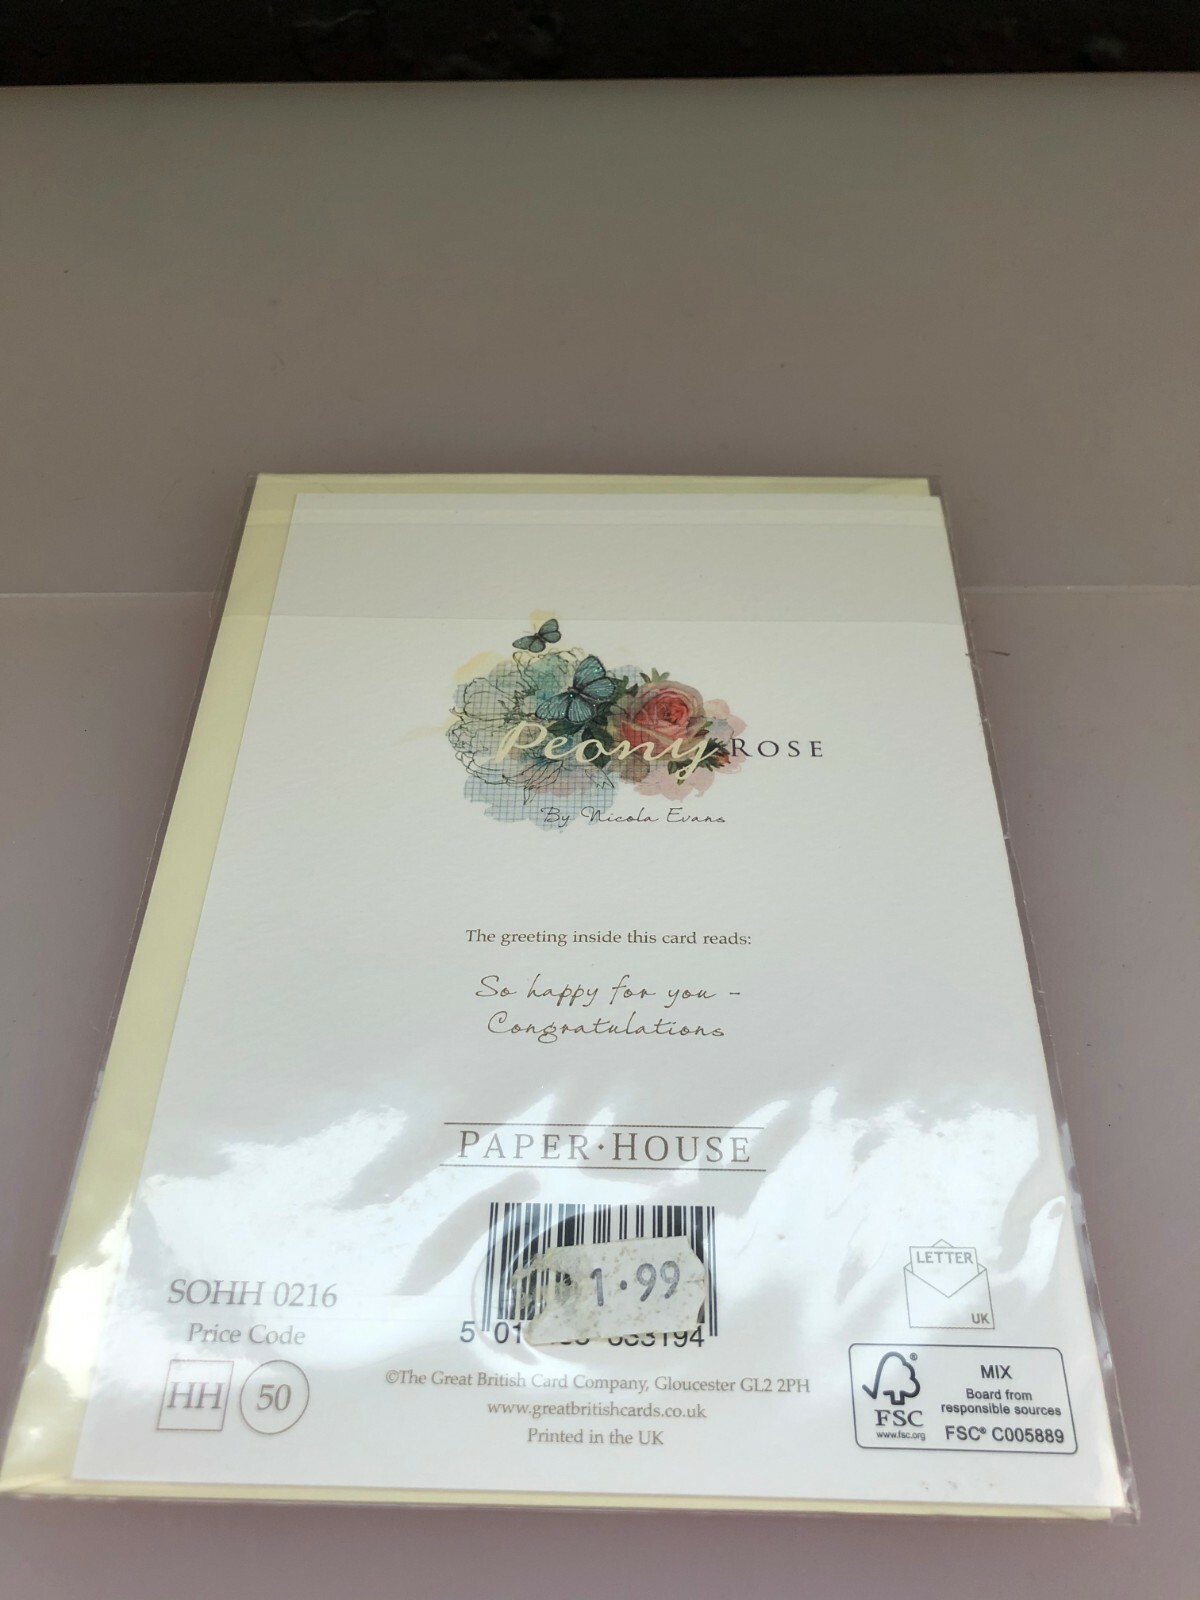 Peony ROSE
By Nicola Evans
The greeting inside this card reads:
So happy for you -
Congratulations
PAPER·HOUSE
1.99
5 01
SOHH 0216
Price Code
HH 50
©The Great British Card Company, Gloucester GL2 2PH
www.greatbritishcards.co.uk
Printed in the UK
LETTER
UK
FSC®
www.fsc.org
MIX
Board from
responsible sources
FSC® C005889